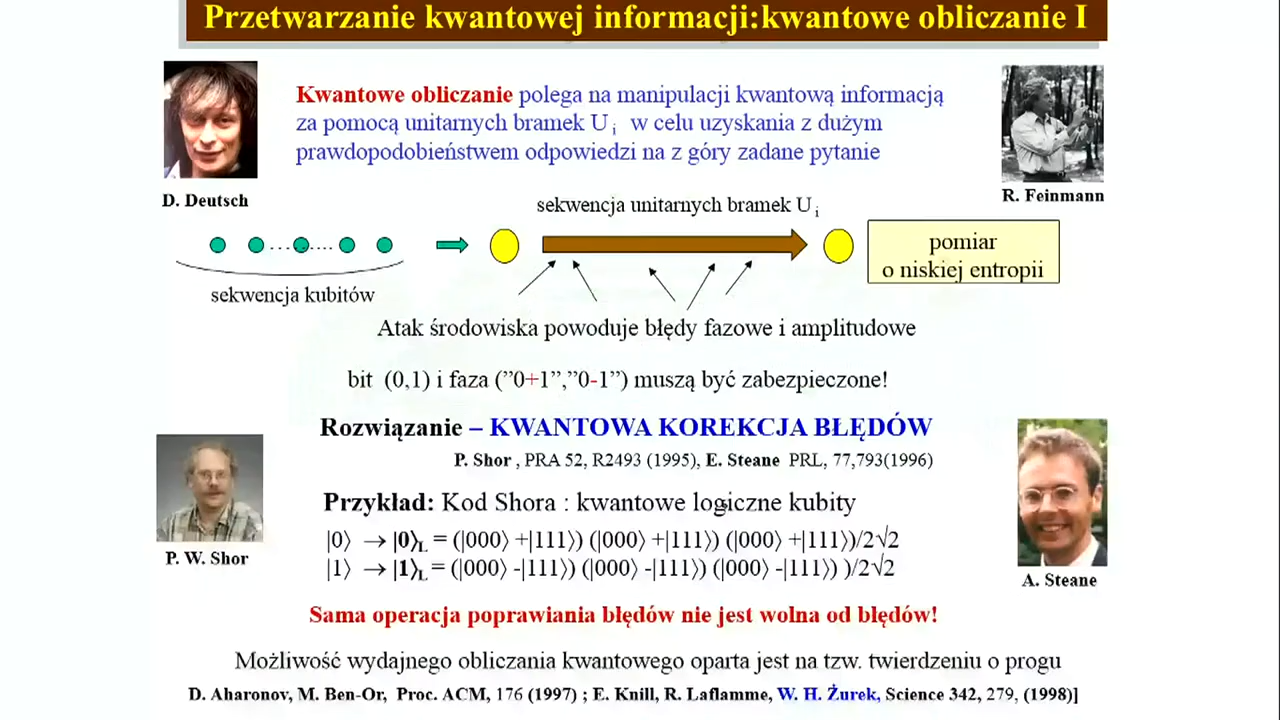 Przetwarzanie kwantowej informacji:kwantowe obliczanie I
Kwantowe obliczanie polega na manipulacji kwantową informacją
za pomocą unitarnych bramek U i w celu uzyskania z dużym
prawdopodobieństwem odpowiedzi na z góry zadane pytanie
D. Deutsch
R. Feinmann
sekwencja unitarnych bramek U i
pomiar
o niskiej entropii
sekwencja kubitów
Atak środowiska powoduje błędy fazowe i amplitudowe
bit (0,1) i faza (”0+1”,”0-1”) muszą być zabezpieczone!
Rozwiązanie – KWANTOWA KOREKCJA BŁĘDÓW
P. Shor , PRA 52, R2493 (1995), E. Steane PRL, 77,793(1996)
Przykład: Kod Shora : kwantowe logiczne kubity
|0⟩ → |0⟩L = (|000⟩ +|111⟩) (|000⟩ +|111⟩) (|000⟩ +|111⟩)/2√2
|1⟩ → |1⟩L = (|000⟩ -|111⟩) (|000⟩ -|111⟩) (|000⟩ -|111⟩) )/2√2
P. W. Shor
A. Steane
Sama operacja poprawiania błędów nie jest wolna od błędów!
Możliwość wydajnego obliczania kwantowego oparta jest na tzw. twierdzeniu o progu
D. Aharonov, M. Ben-Or, Proc. ACM, 176 (1997) ; E. Knill, R. Laflamme, W. H. Żurek, Science 342, 279, (1998)]